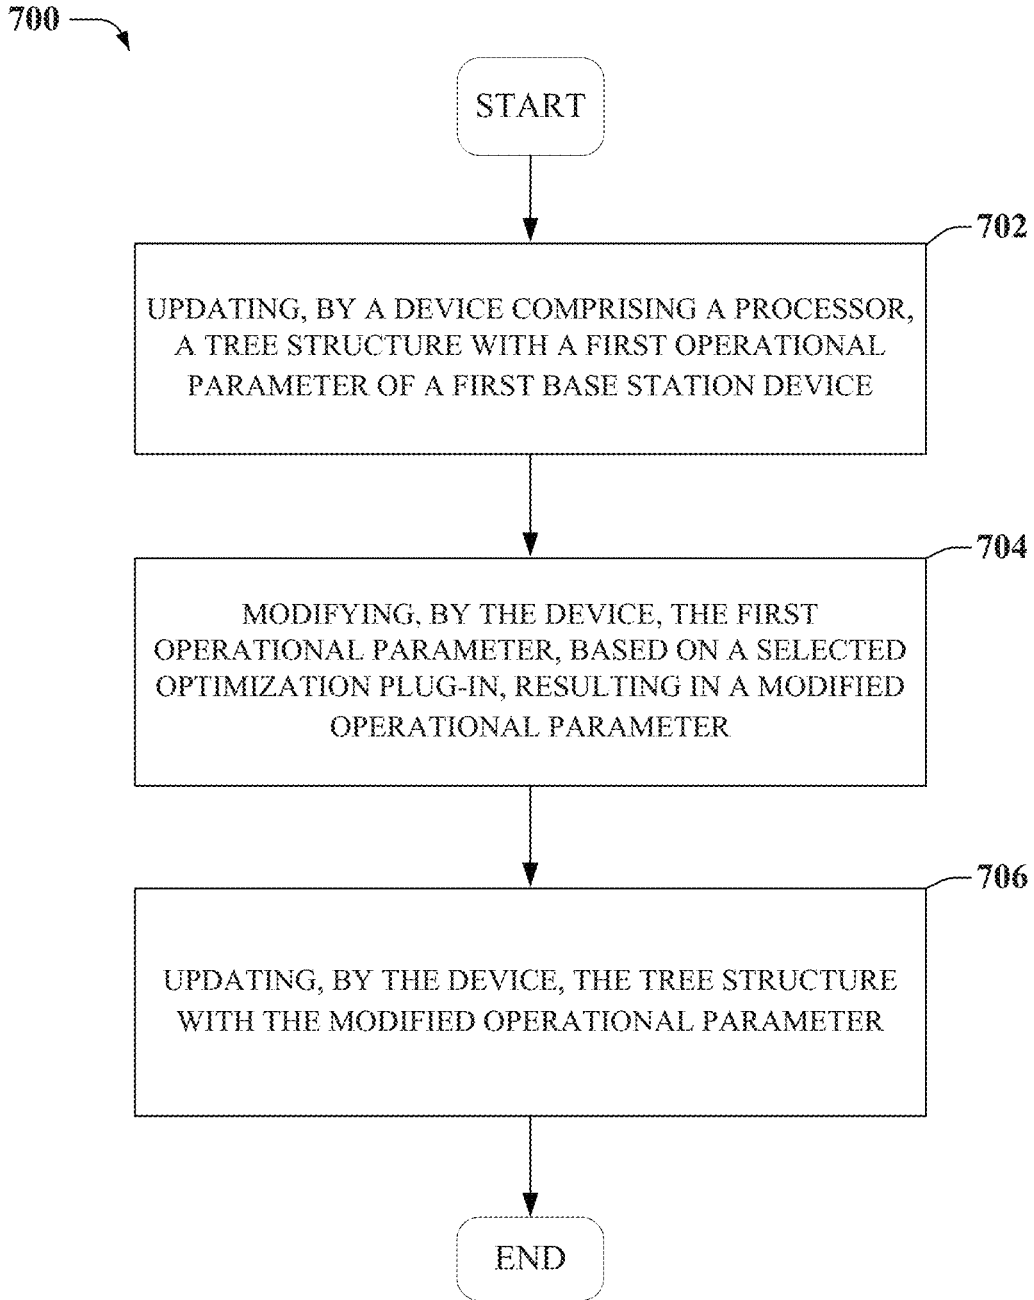 700
START
702
UPDATING, BY A DEVICE COMPRISING A PROCESSOR,
A TREE STRUCTURE WITH A FIRST OPERATIONAL
PARAMETER OF A FIRST BASE STATION DEVICE
704
MODIFYING, BY THE DEVICE, THE FIRST
OPERATIONAL PARAMETER, BASED ON A SELECTED
OPTIMIZATION PLUG-IN, RESULTING IN A MODIFIED
OPERATIONAL PARAMETER
706
UPDATING, BY THE DEVICE, THE TREE STRUCTURE
WITH THE MODIFIED OPERATIONAL PARAMETER
END